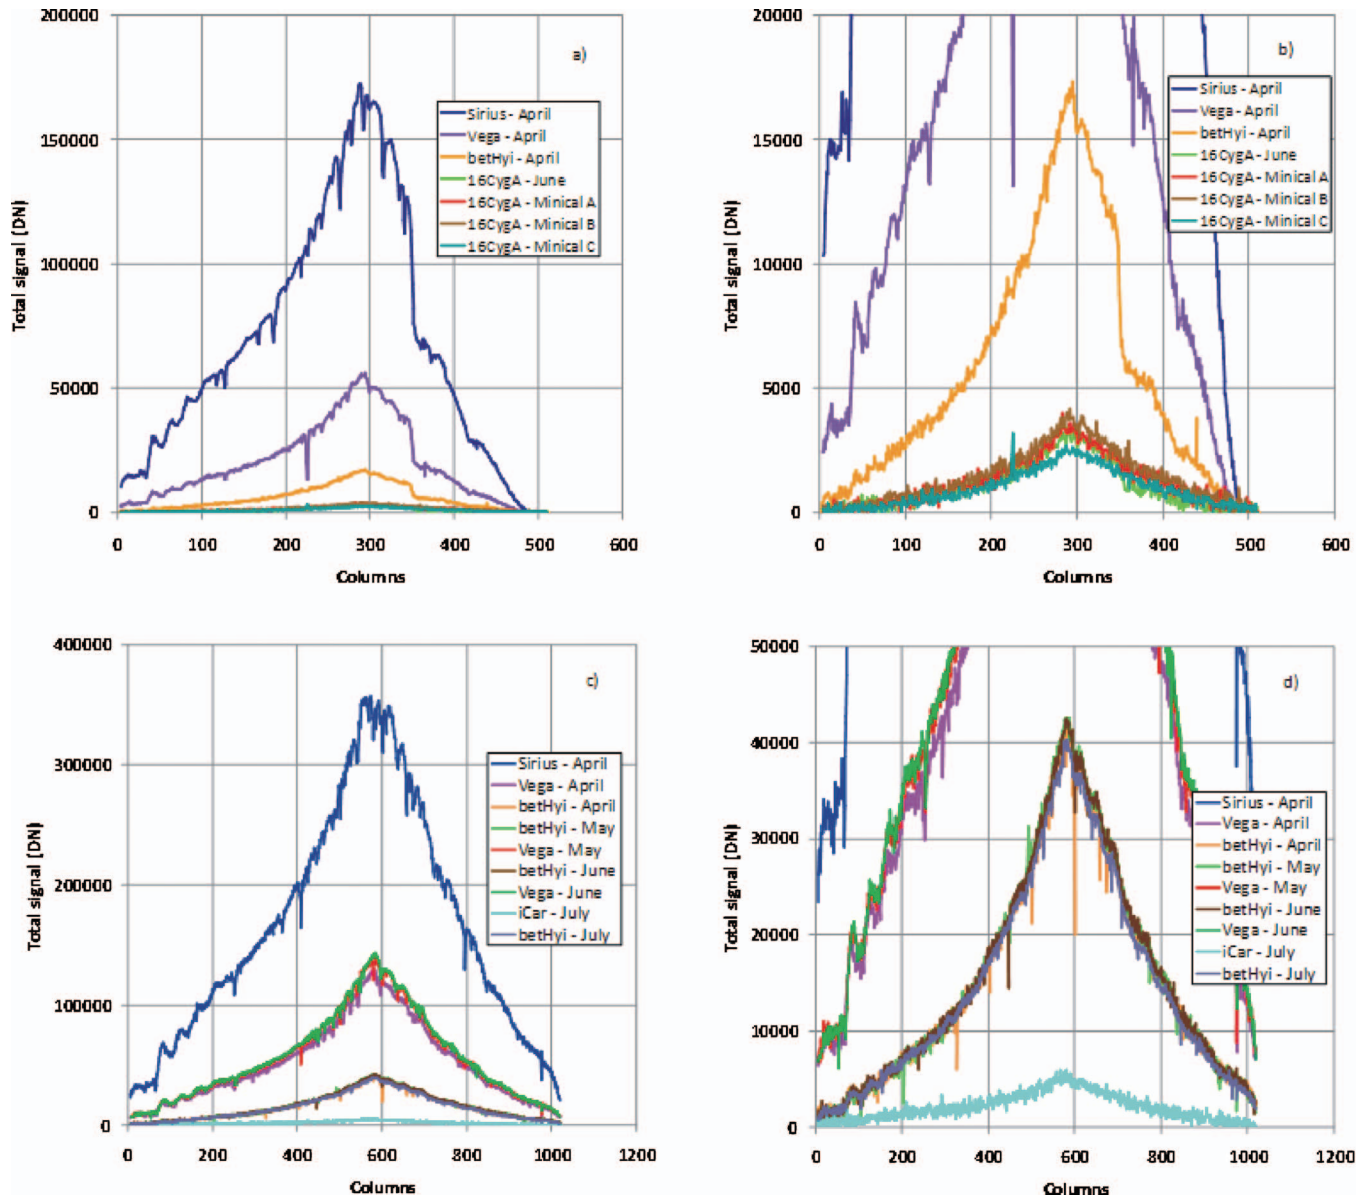 a)
200000
150000
100000
50000
0
Total signal (DN)
Sirius - April
Vega - April
betHyi - April
16CygA - June
16CygA - Minical A
16CygA - Minical B
16CygA - Minical C
0 100 200 300 400 500 600
Columns
b)
20000
15000
10000
5000
0
Total signal (DN)
Sirius - April
Vega - April
betHyi - April
16CygA - June
16CygA - Minical A
16CygA - Minical B
16CygA - Minical C
0 100 200 300 400 500 600
Columns
c)
400000
300000
200000
100000
0
Total signal (DN)
Sirius - April
Vega - April
betHyi - April
betHyi - May
Vega - May
betHyi - June
Vega - June
iCar - July
betHyi - July
0 200 400 600 800 1000 1200
Columns
d)
50000
40000
30000
20000
10000
0
Total signal (DN)
Sirius - April
Vega - April
betHyi - April
betHyi - May
Vega - May
betHyi - June
Vega - June
iCar - July
betHyi - July
0 200 400 600 800 1000 1200
Columns